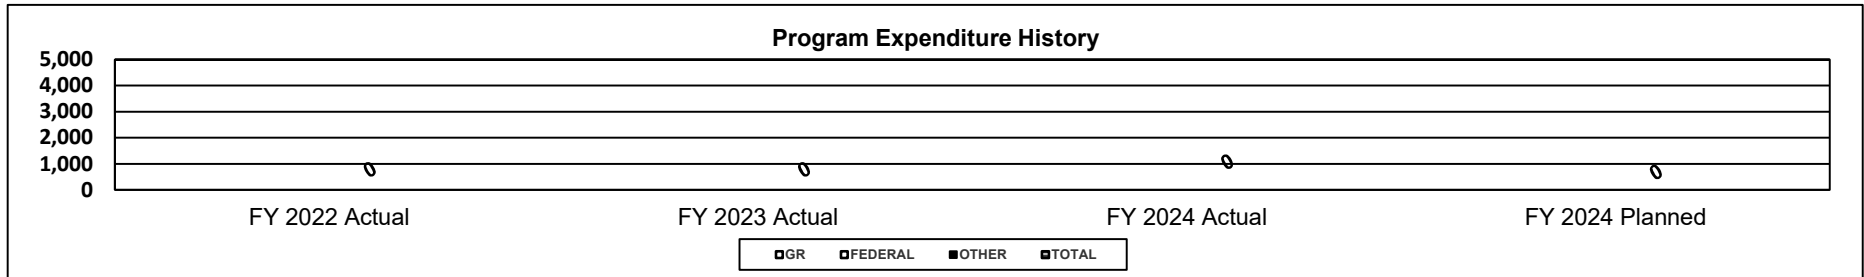 Program Expenditure History
5,000
4,000
3,000
2,000
1,000
0
0 0 0 0
FY 2022 Actual FY 2023 Actual FY 2024 Actual FY 2024 Planned
GR FEDERAL OTHER TOTAL